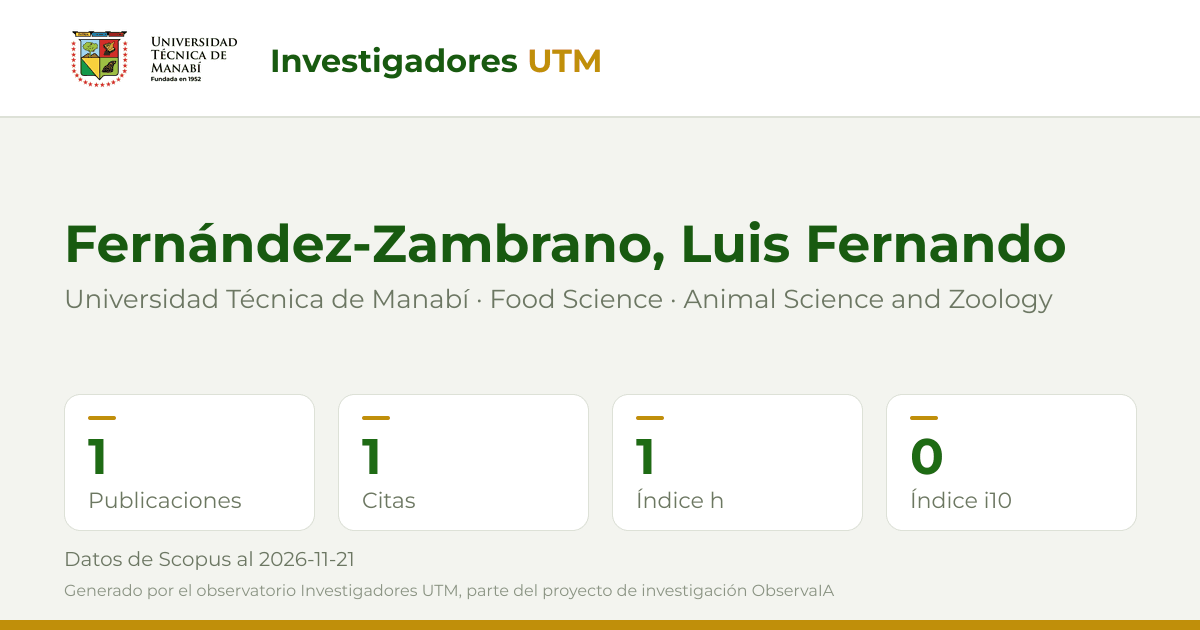 UNIVERSIDAD
TÉCNICA DE
MANABÍ
Fundada en 1952
Investigadores UTM
Fernández-Zambrano, Luis Fernando
Universidad Técnica de Manabí · Food Science · Animal Science and Zoology
1
Publicaciones
1
Citas
1
Índice h
0
Índice i10
Datos de Scopus al 2026-11-21
Generado por el observatorio Investigadores UTM, parte del proyecto de investigación ObservaIA